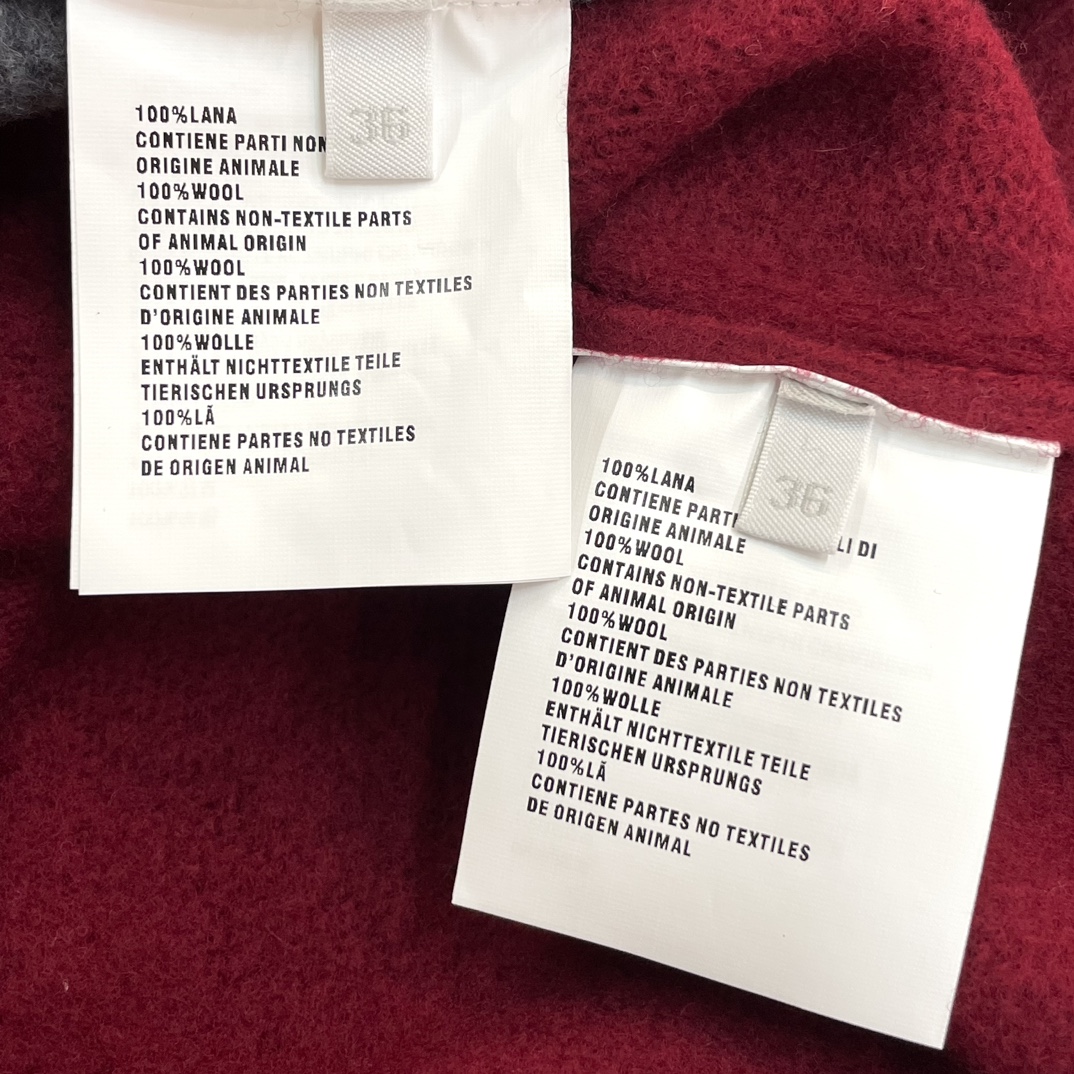 36
100%LANA
CONTIENE PARTI NON
ORIGINE ANIMALE
100%WOOL
CONTAINS NON-TEXTILE PARTS
OF ANIMAL ORIGIN
100%WOOL
CONTIENT DES PARTIES NON TEXTILES
D'ORIGINE ANIMALE
100%WOLLE
ENTHÄLT NICHTTEXTILE TEILE
TIERISCHEN URSPRUNGS
100%LÃ
CONTIENE PARTES NO TEXTILES
DE ORIGEN ANIMAL
36
100%LANA
CONTIENE PARTI LI DI
ORIGINE ANIMALE
100%WOOL
CONTAINS NON-TEXTILE PARTS
OF ANIMAL ORIGIN
100%WOOL
CONTIENT DES PARTIES NON TEXTILES
D'ORIGINE ANIMALE
100%WOLLE
ENTHÄLT NICHTTEXTILE TEILE
TIERISCHEN URSPRUNGS
100%LÃ
CONTIENE PARTES NO TEXTILES
DE ORIGEN ANIMAL